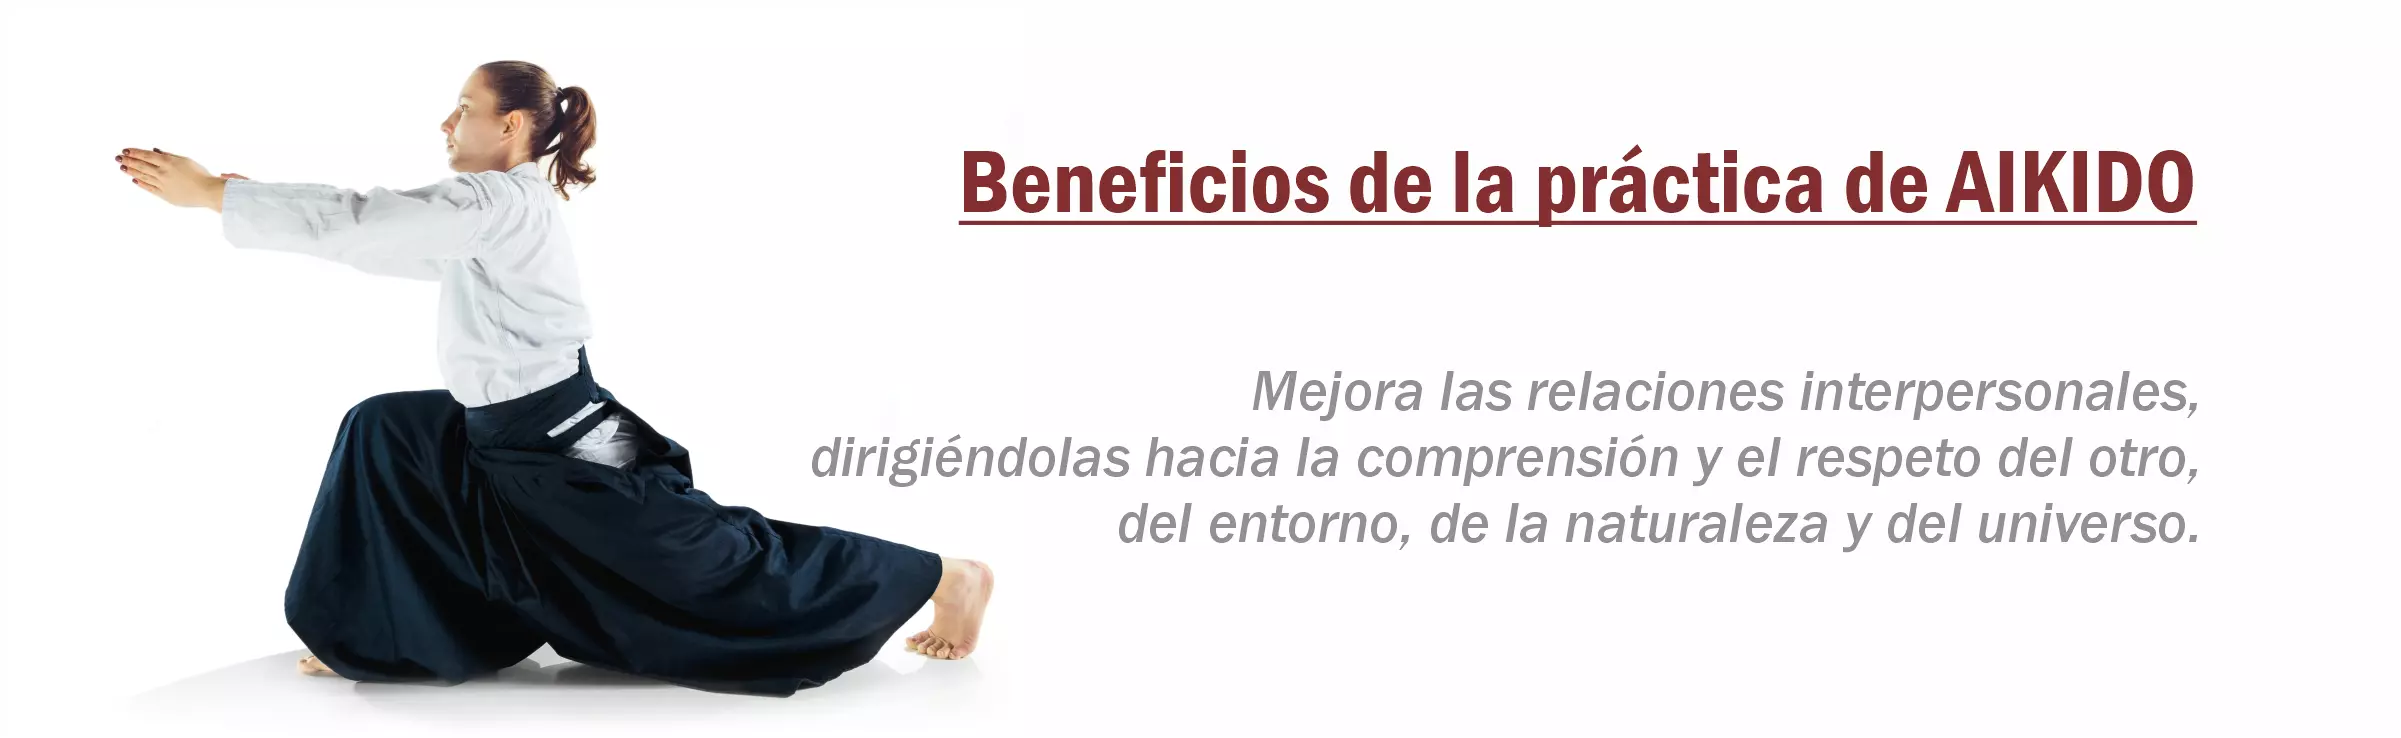 Beneficios de la práctica de AIKIDO
Mejora las relaciones interpersonales,
dirigiéndolas hacia la comprensión y el respeto del otro,
del entorno, de la naturaleza y del universo.